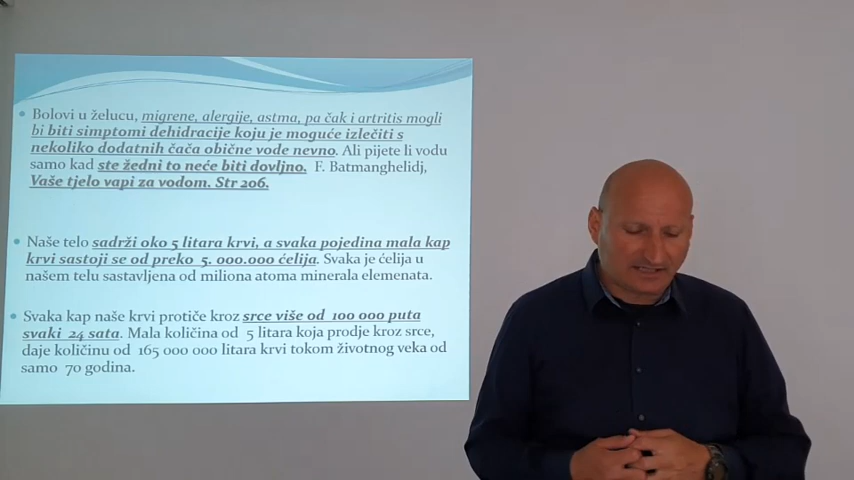 Bolovi u želucu, migrene, alergije, astma, pa čak i artritis mogli
bi biti simptomi dehidracije koju je moguće izlečiti s
nekoliko dodatnih čača obične vode nevno. Ali pijete li vodu
samo kad ste žedni to neće biti dovljno. F. Batmanghelidj,
Vaše tjelo vapi za vodom. Str 206.
Naše telo sadrži oko 5 litara krvi, a svaka pojedina mala kap
krvi sastoji se od preko 5. 000.000 ćelija. Svaka je ćelija u
našem telu sastavljena od miliona atoma minerala elemenata.
Svaka kap naše krvi protiče kroz srce više od 100 000 puta
svaki 24 sata. Mala količina od 5 litara koja prodje kroz srce,
daje količinu od 165 000 000 litara krvi tokom životnog veka od
samo 70 godina.